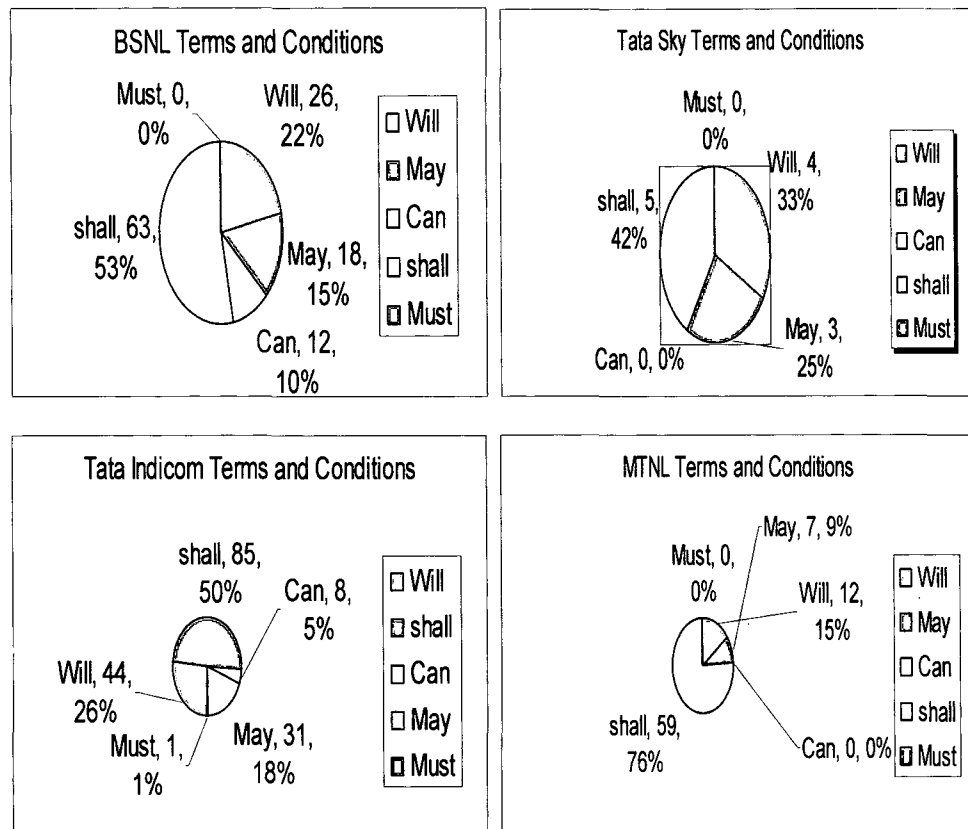 BSNL Terms and Conditions
Must, 0,
0%
Will, 26,
22%
shall, 63,
53%
May, 18,
15%
Can, 12,
10%
Will
May
Can
shall
Must
Tata Sky Terms and Conditions
Must, 0,
0%
Will, 4,
33%
shall, 5,
42%
May, 3,
25%
Can, 0, 0%
Will
May
Can
shall
Must
Tata Indicom Terms and Conditions
shall, 85,
50%
Can, 8,
5%
Will, 44,
26%
Must, 1,
1%
May, 31,
18%
Will
shall
Can
May
Must
MTNL Terms and Conditions
May, 7, 9%
Must, 0,
0%
Will, 12,
15%
shall, 59,
76%
Can, 0, 0%
Will
May
Can
shall
Must